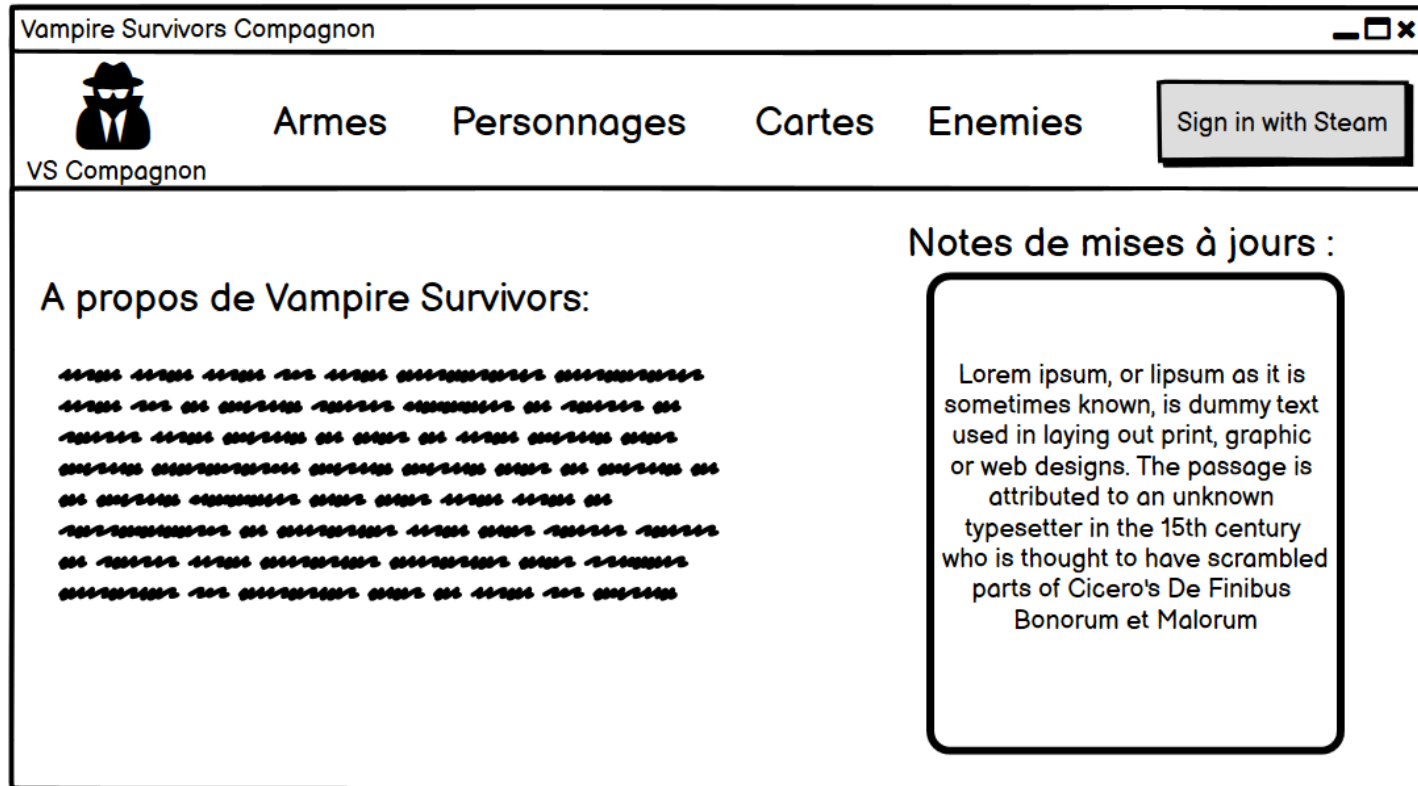 Vampire Survivors Compagnon
VS Compagnon
Armes
Personnages
Cartes
Enemies
Sign in with Steam
A propos de Vampire Survivors:
Notes de mises à jours :
Lorem ipsum, or lipsum as it is
sometimes known, is dummy text
used in laying out print, graphic
or web designs. The passage is
attributed to an unknown
typesetter in the 15th century
who is thought to have scrambled
parts of Cicero's De Finibus
Bonorum et Malorum